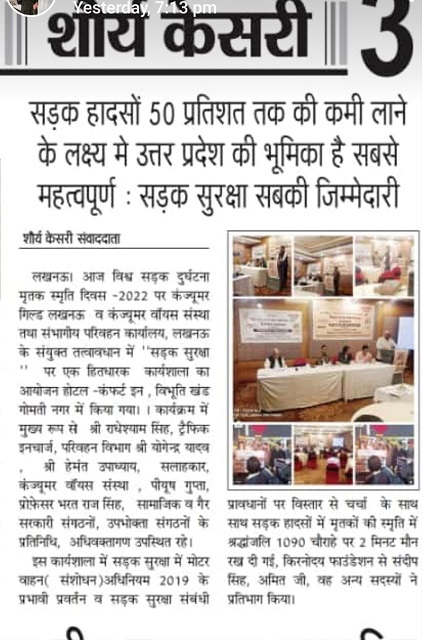 Yesterday, 7:13 pm
शौर्य केसरी
3
सड़क हादसों 50 प्रतिशत तक की कमी लाने
के लक्ष्य मे उत्तर प्रदेश की भूमिका है सबसे
महत्वपूर्ण : सड़क सुरक्षा सबकी जिम्मेदारी
शौर्य केसरी संवाददाता
लखनऊ। आज विश्व सड़क दुर्घटना
मृतक स्मृति दिवस -2022 पर कंज्यूमर
गिल्ड लखनऊ व कंज्यूमर वॉयस संस्था
तथा संभागीय परिवहन कार्यालय, लखनऊ
के संयुक्त तत्वावधान में ''सड़क सुरक्षा
'' पर एक हितधारक कार्यशाला का
आयोजन होटल -कंफर्ट इन , विभूति खंड
गोमती नगर में किया गया। । कार्यक्रम में
मुख्य रूप से श्री राधेश्याम सिंह, ट्रैफिक
इनचार्ज, परिवहन विभाग श्री योगेन्द्र यादव
, श्री हेमंत उपाध्याय, सलाहकार,
कंज्यूमर वॉयस संस्था , पीयूष गुप्ता,
प्रोफ़ेसर भरत राज सिंह, सामाजिक व गैर
सरकारी संगठनों, उपभोक्ता संगठनों के
प्रतिनिधि, अधिवक्तागण उपस्थित रहे।
इस कार्यशाला में सड़क सुरक्षा में मोटर
वाहन( संशोधन)अधिनियम 2019 के
प्रभावी प्रवर्तन व सड़क सुरक्षा संबंधी
प्रावधानों पर विस्तार से चर्चा के साथ
साथ सड़क हादसों में मृतकों की स्मृति में
श्रद्धांजलि 1090 चौराहे पर 2 मिनट मौन
रख दी गई, किरनोदय फाउंडेशन से संदीप
सिंह, अमित जी, वह अन्य सदस्यों ने
प्रतिभाग किया।